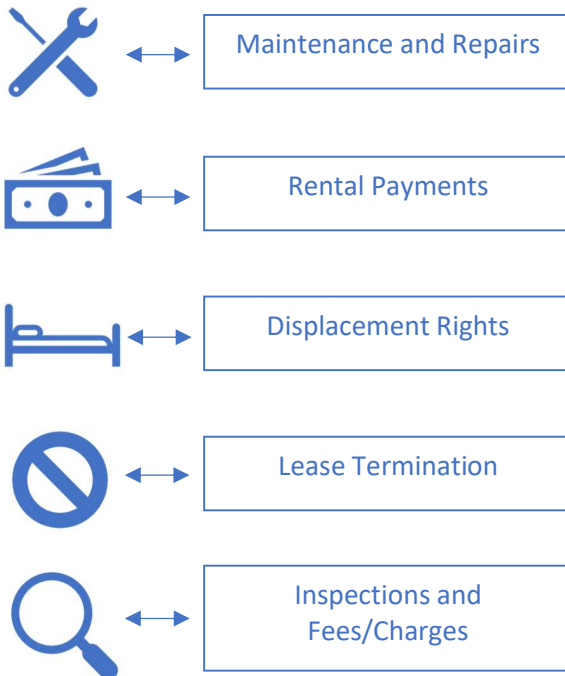 Maintenance and Repairs
Rental Payments
Displacement Rights
Lease Termination
Inspections and
Fees/Charges